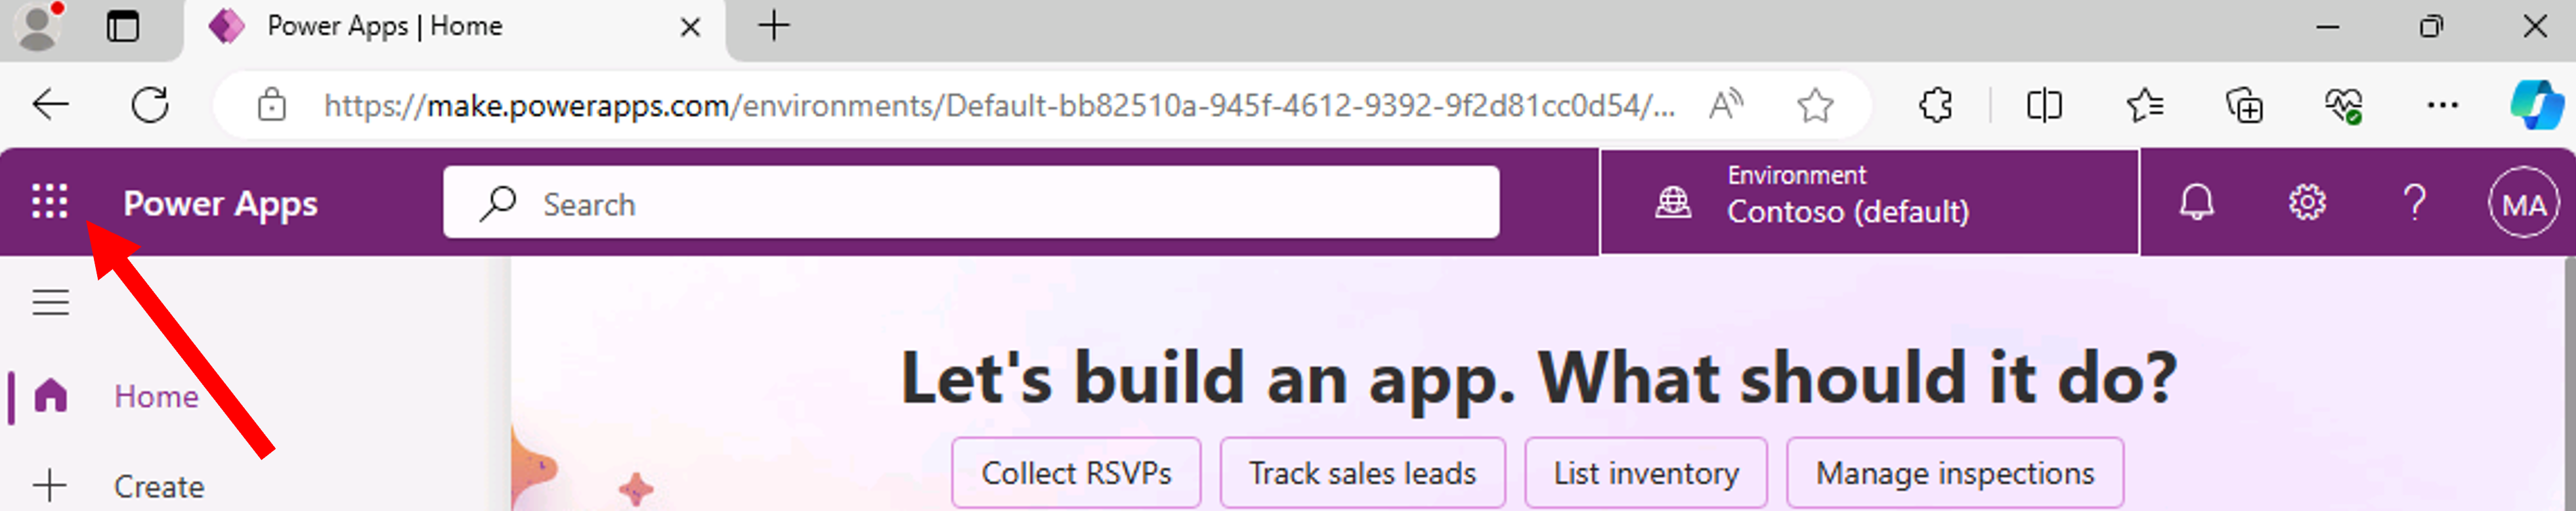 Power Apps | Home
https://make.powerapps.com/environments/Default-bb82510a-945f-4612-9392-9f2d81cc0d54/...
Power Apps
Search
Environment
Contoso (default)
?
MA
Home
Create
Let's build an app. What should it do?
Collect RSVPs
Track sales leads
List inventory
Manage inspections